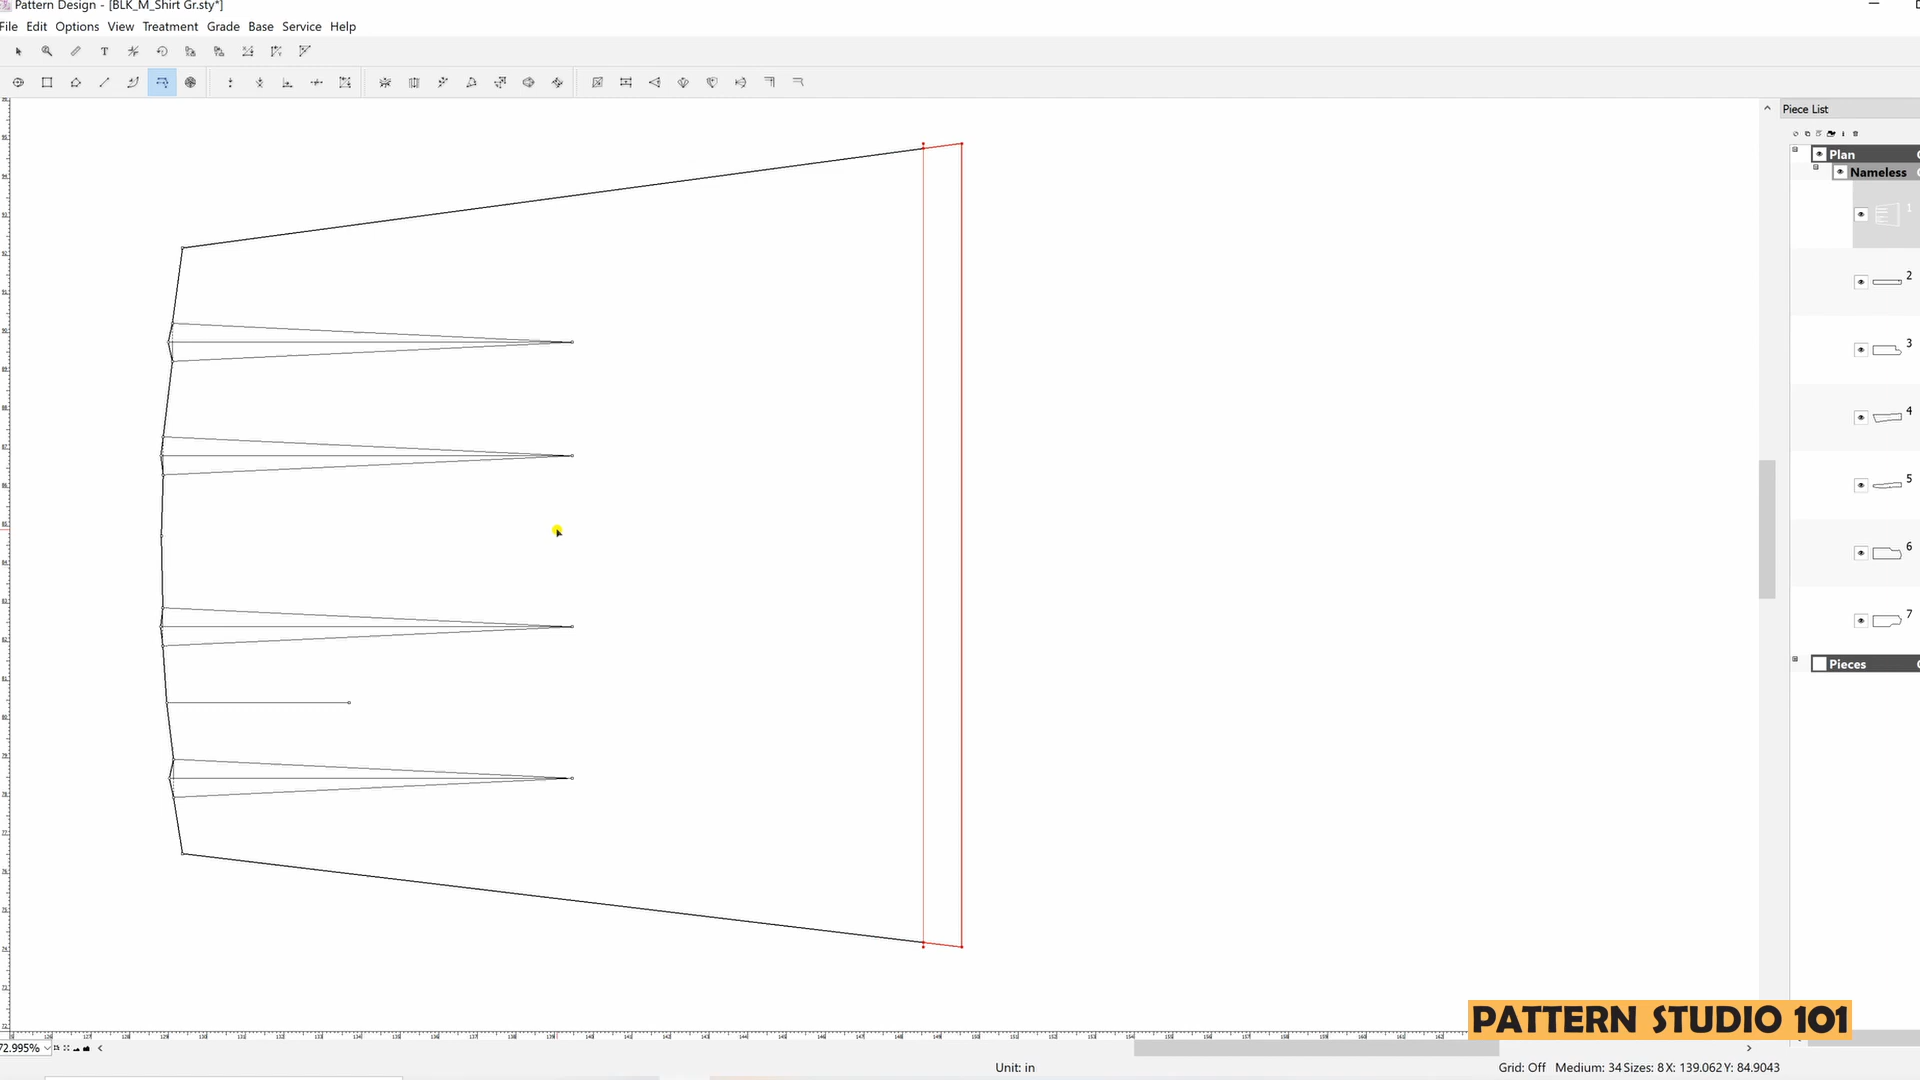 Pattern Design - [BLK_M_Shirt Gr.sty*]
File Edit Options View Treatment Grade Base Service Help
Piece List
Plan
Nameless
1
2
3
4
5
6
7
Pieces
PATTERN STUDIO 101
72.995%
Unit: in
Grid: Off Medium: 34 Sizes: 8 X: 139.062 Y: 84.9043